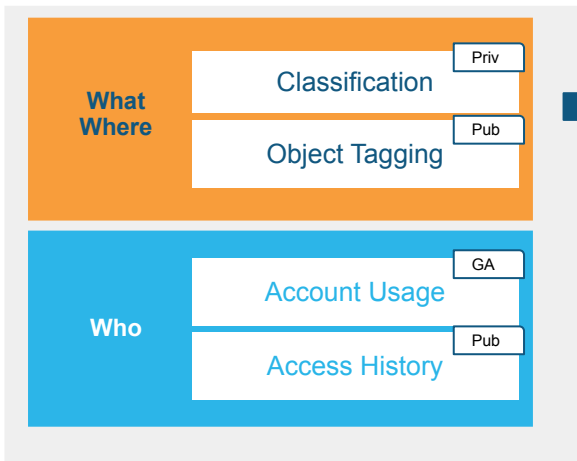 What
Where
Priv
Classification
Pub
Object Tagging
Who
GA
Account Usage
Pub
Access History